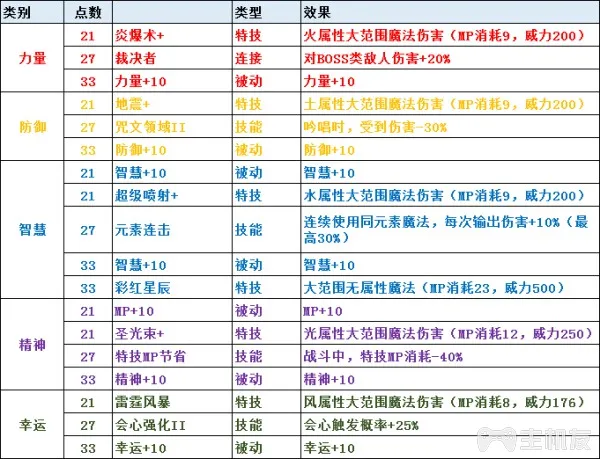 类别 点数 类型 效果
力量 21 炎爆术+ 特技 火属性大范围魔法伤害（MP消耗9，威力200）
27 裁决者 连接 对BOSS类敌人伤害+20%
33 力量+10 被动 力量+10
防御 21 地震+ 特技 土属性大范围魔法伤害（MP消耗9，威力200）
27 咒文领域II 技能 吟唱时，受到伤害-30%
33 防御+10 被动 防御+10
智慧 21 智慧+10 被动 智慧+10
21 超级喷射+ 特技 水属性大范围魔法伤害（MP消耗9，威力200）
27 元素连击 技能 连续使用同元素魔法，每次输出伤害+10%（最
高30%）
33 智慧+10 被动 智慧+10
33 彩红星辰 特技 大范围无属性魔法（MP消耗23，威力500）
精神 21 MP+10 被动 MP+10
21 圣光束+ 特技 光属性大范围魔法伤害（MP消耗12，威力250）
27 特技MP节省 技能 战斗中，特技MP消耗-40%
33 精神+10 被动 精神+10
幸运 21 雷霆风暴 特技 风属性大范围魔法伤害（MP消耗8，威力176）
27 会心强化II 技能 会心触发概率+25%
33 幸运+10 被动 幸运+10
主机友